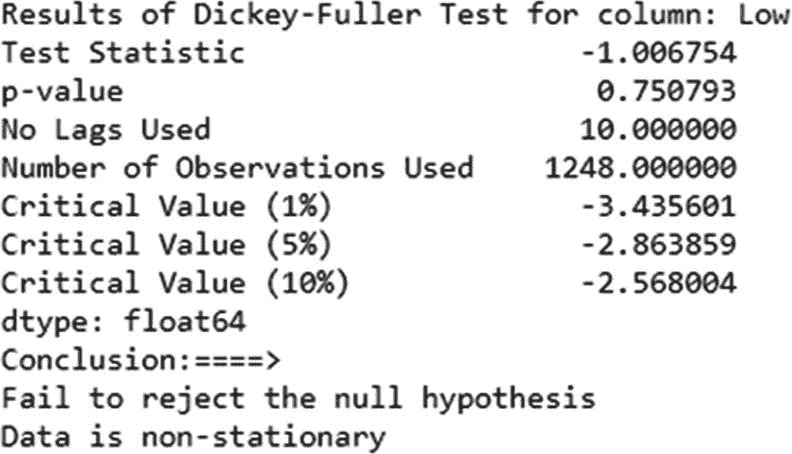 Results of Dickey-Fuller Test for column: Low
Test Statistic -1.006754
p-value 0.750793
No Lags Used 10.000000
Number of Observations Used 1248.000000
Critical Value (1%) -3.435601
Critical Value (5%) -2.863859
Critical Value (10%) -2.568004
dtype: float64
Conclusion:====>
Fail to reject the null hypothesis
Data is non-stationary